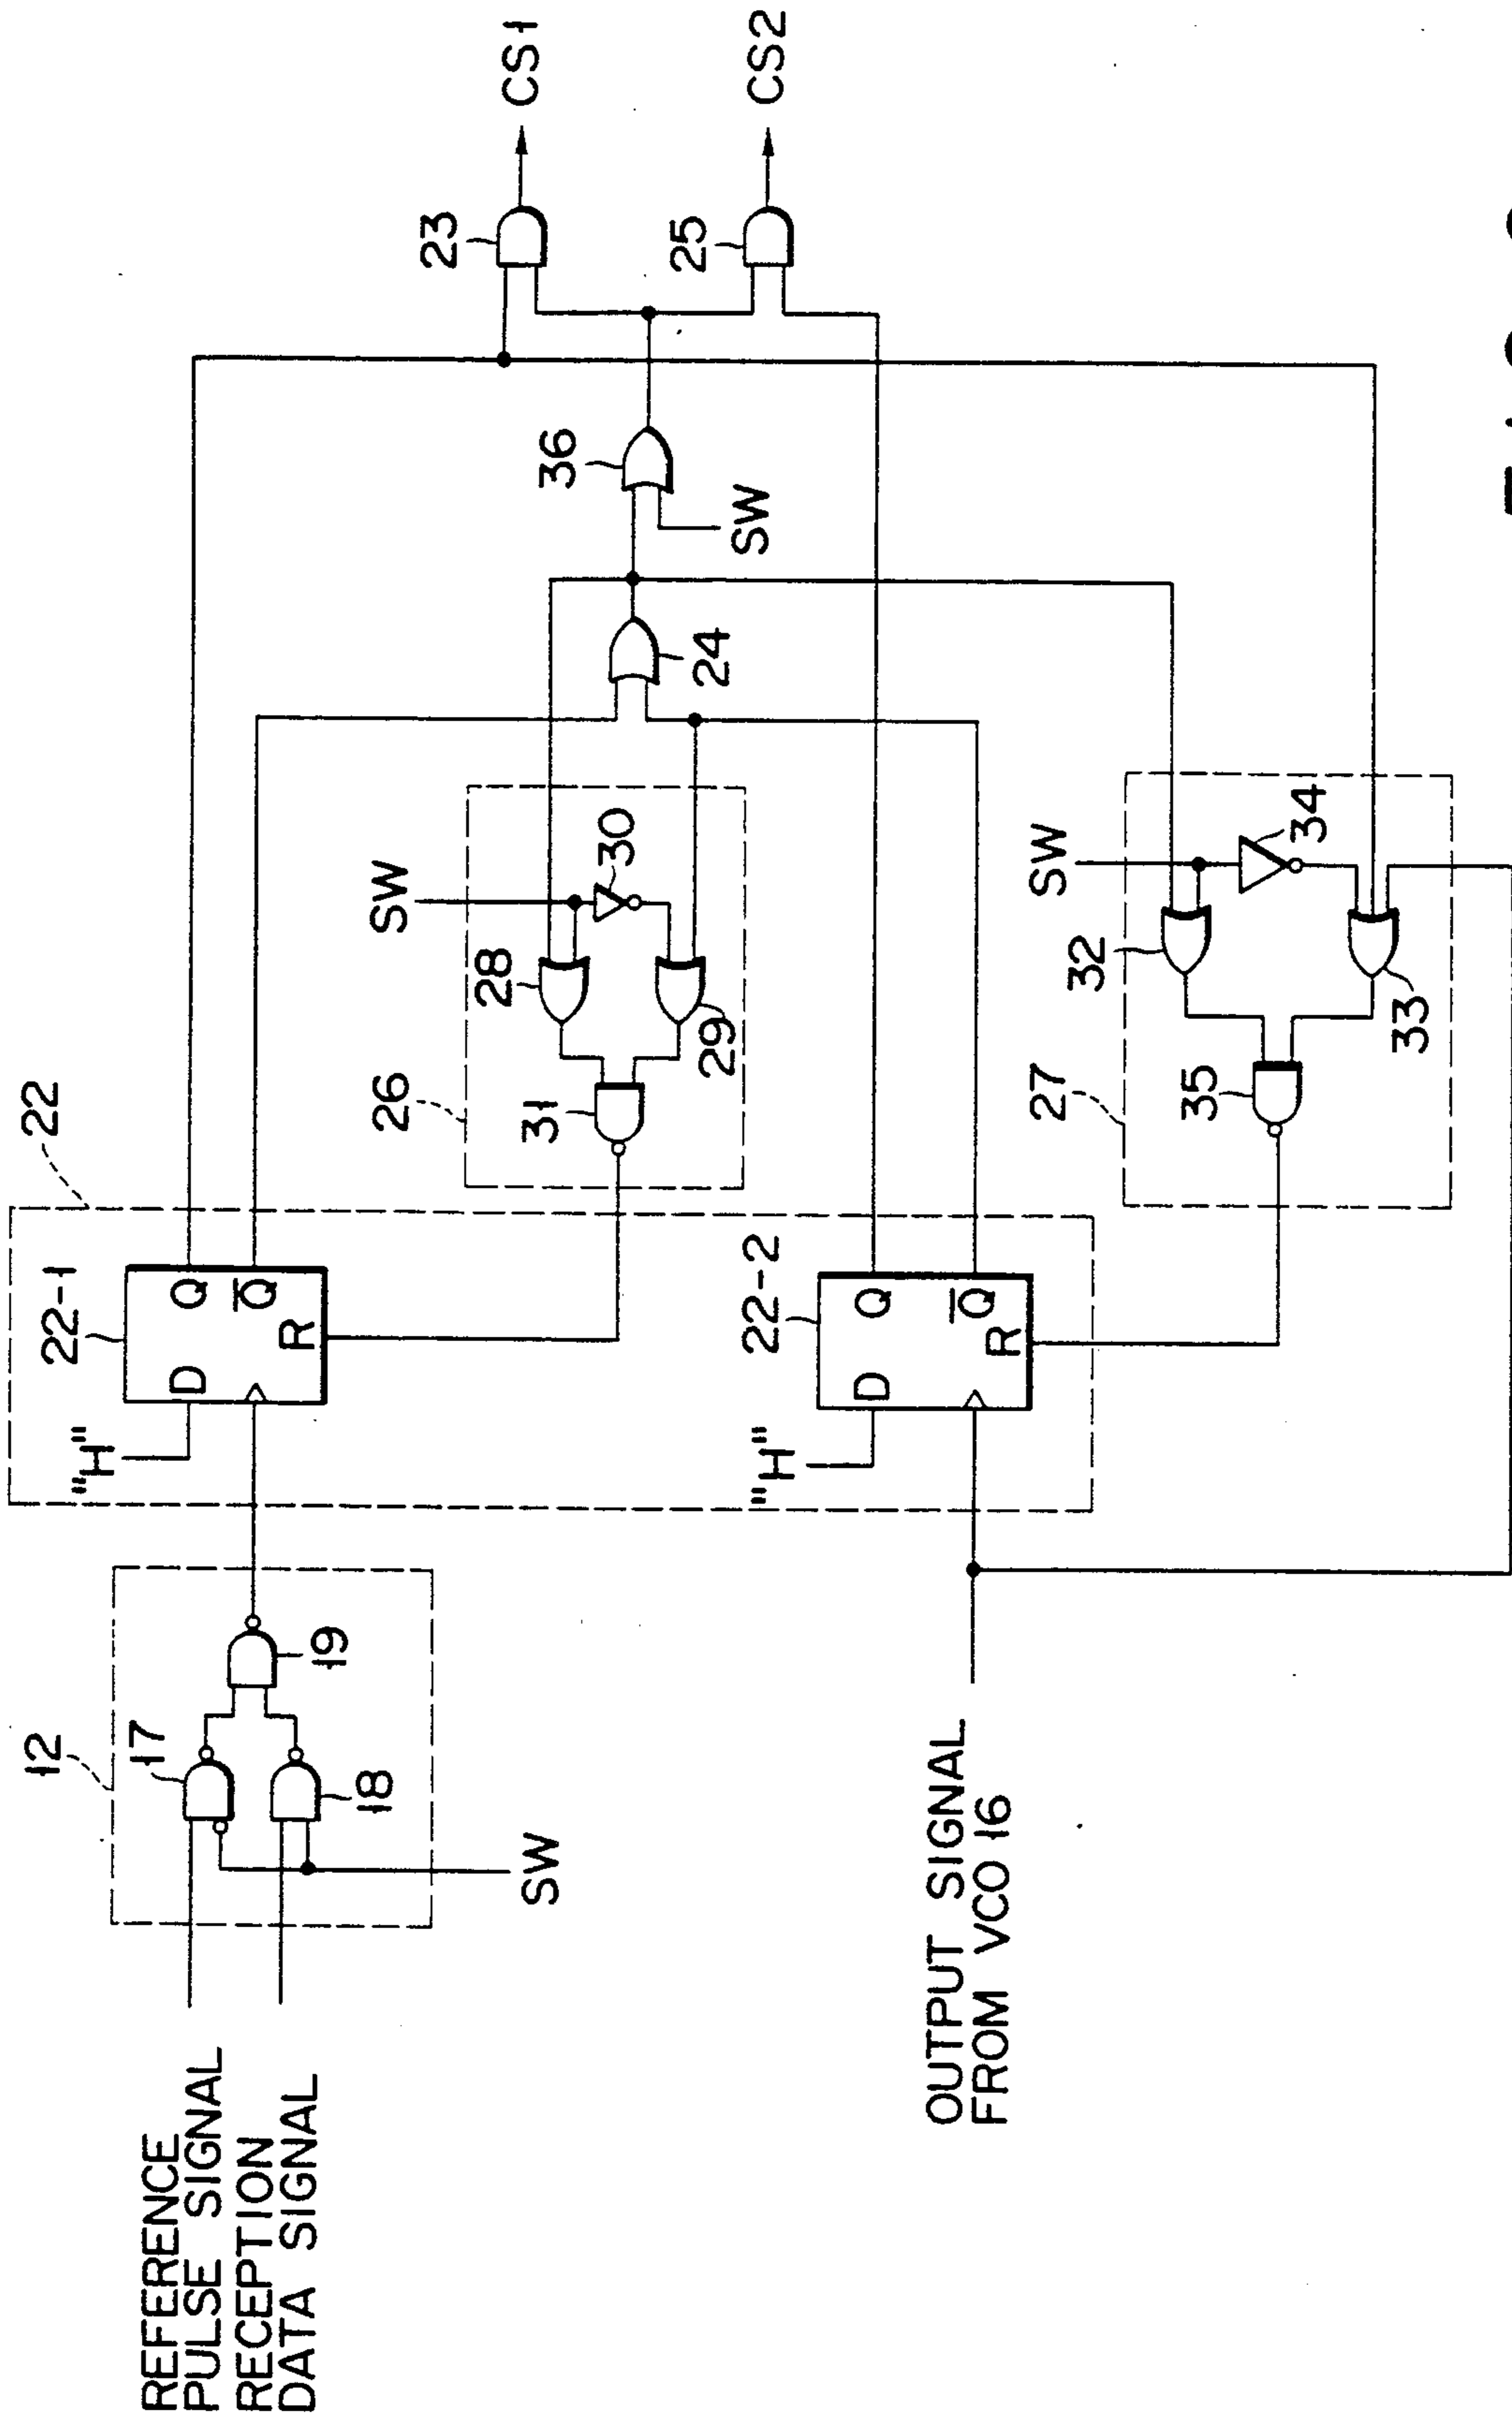 REFERENCE
PULSE SIGNAL
RECEPTION
DATA SIGNAL
12
17
18
19
SW
22
22-1
"H"
D
Q
Q̅
R
22-2
"H"
D
Q
Q̅
R
OUTPUT SIGNAL
FROM VCO 16
26
SW
28
29
30
31
27
SW
32
33
34
35
24
36
SW
23
25
CS1
CS2